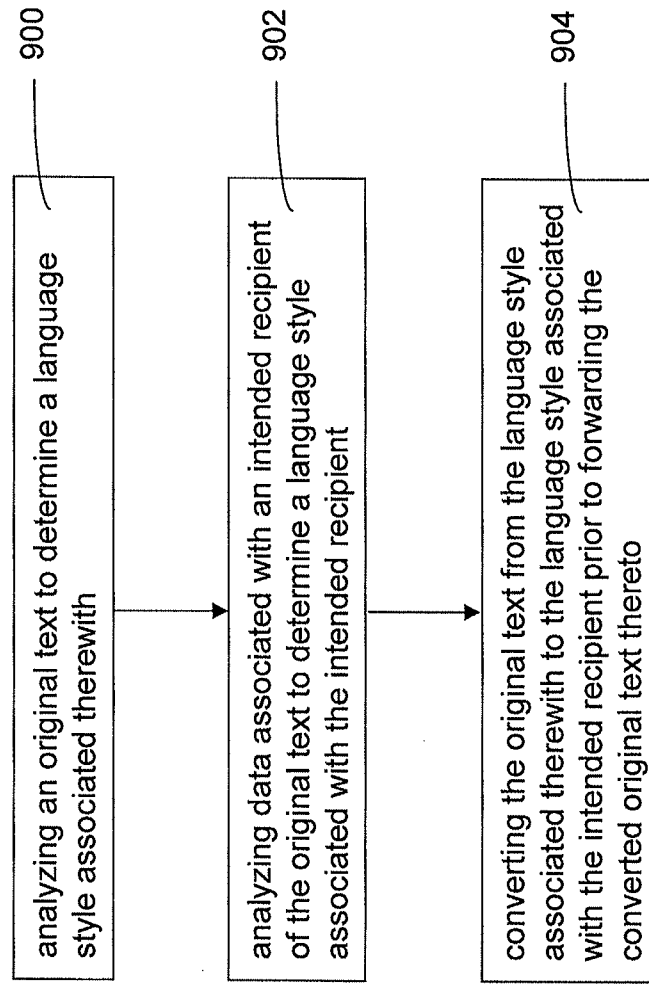 analyzing an original text to determine a language
style associated therewith
900
analyzing data associated with an intended recipient
of the original text to determine a language style
associated with the intended recipient
902
converting the original text from the language style
associated therewith to the language style associated
with the intended recipient prior to forwarding the
converted original text thereto
904